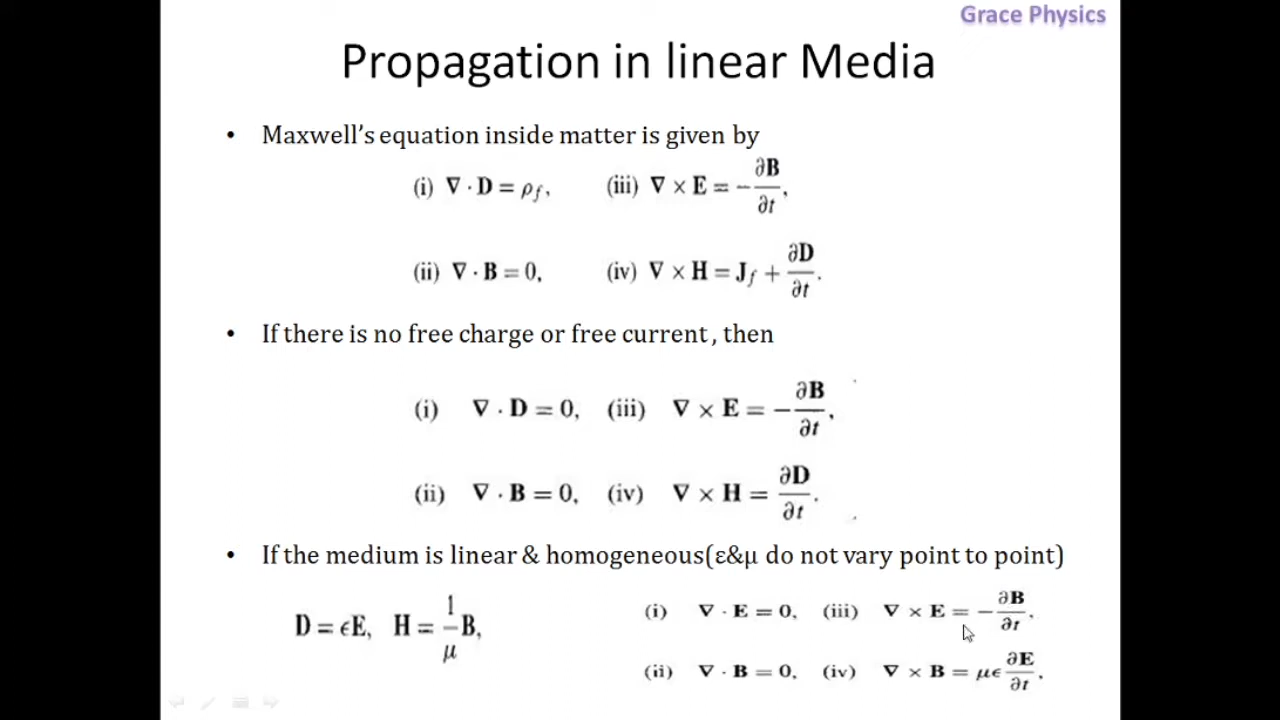 Grace Physics
Propagation in linear Media
• Maxwell's equation inside matter is given by
(i) ∇ · D = ρ_f, (iii) ∇ × E = −∂B/∂t,
(ii) ∇ · B = 0, (iv) ∇ × H = J_f + ∂D/∂t.
• If there is no free charge or free current, then
(i) ∇ · D = 0, (iii) ∇ × E = −∂B/∂t,
(ii) ∇ · B = 0, (iv) ∇ × H = ∂D/∂t.
• If the medium is linear & homogeneous(ε&μ do not vary point to point)
D = ϵE, H = 1/μ B,
(i) ∇ · E = 0, (iii) ∇ × E = −∂B/∂t.
(ii) ∇ · B = 0, (iv) ∇ × B = μϵ ∂E/∂t,